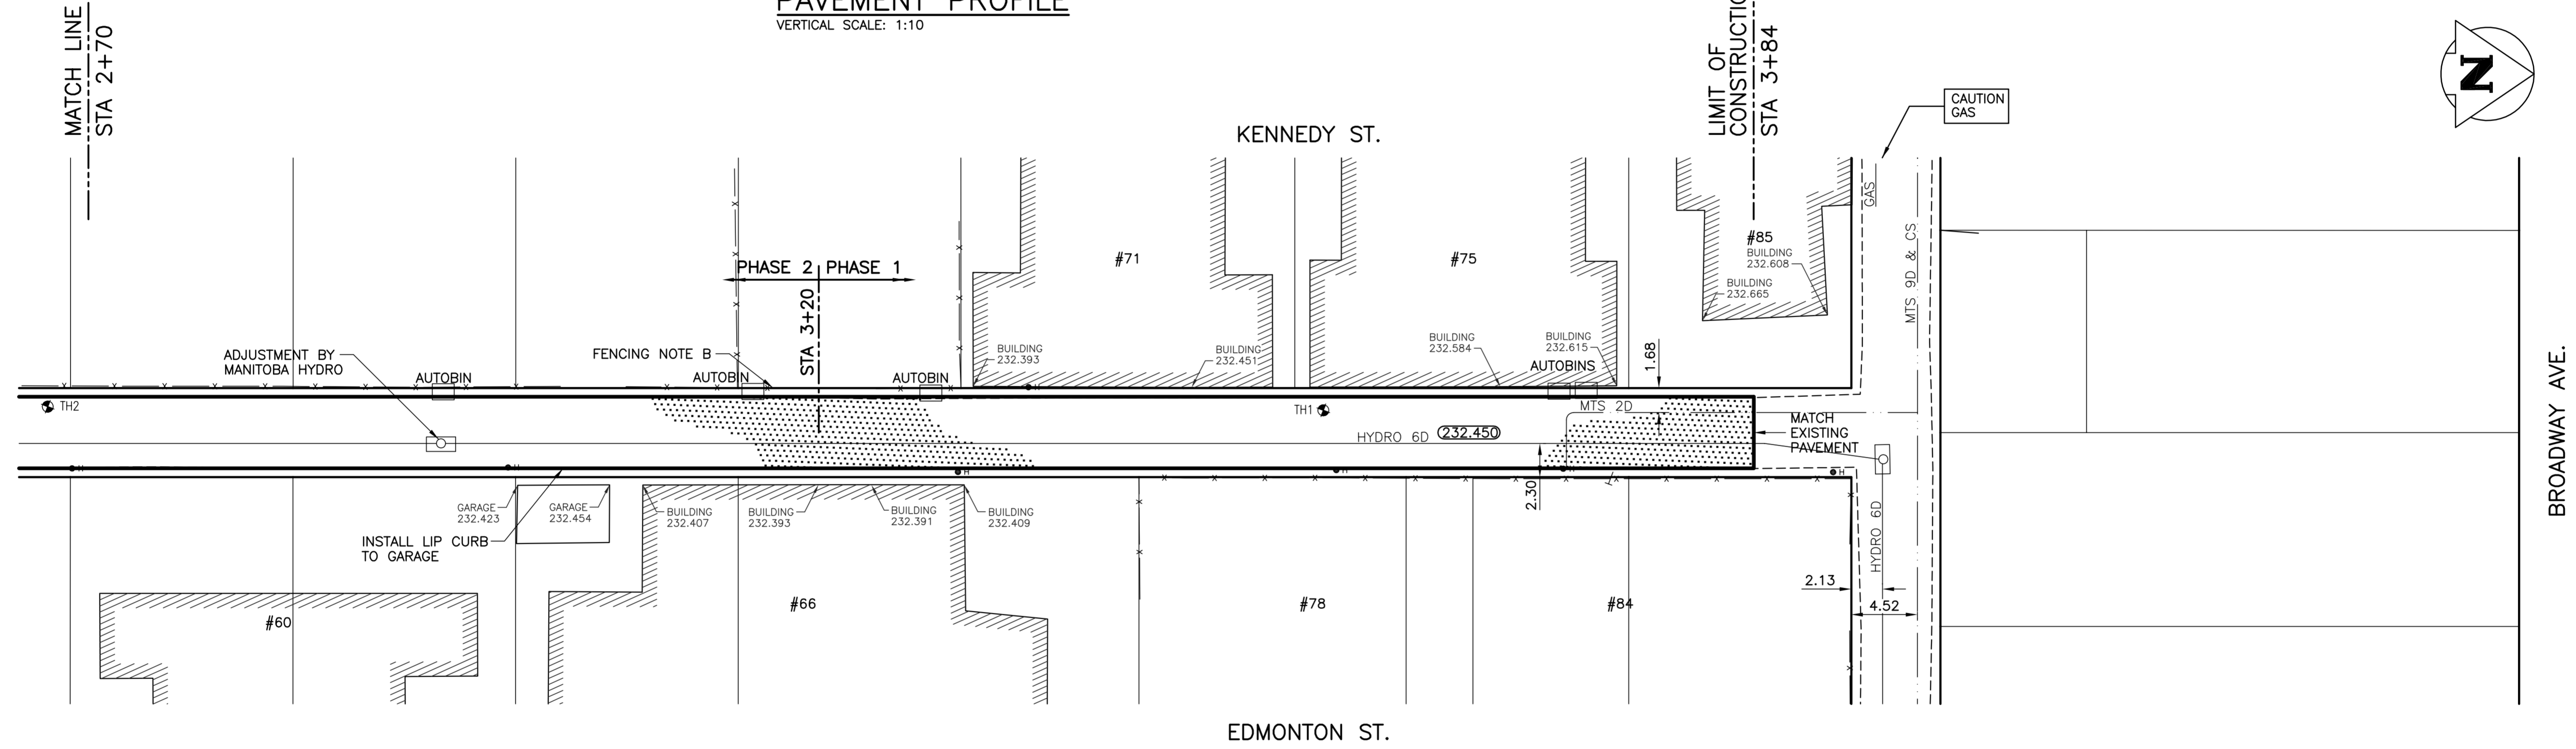 PAVEMENT PROFILE
VERTICAL SCALE: 1:10
MATCH LINE
STA 2+70
LIMIT OF
CONSTRUCTIO
STA 3+84
N
CAUTION
GAS
KENNEDY ST.
GAS
MTS 9D & CS
#71
#75
#85
BUILDING
232.608
BUILDING
232.665
PHASE 2
PHASE 1
STA 3+20
ADJUSTMENT BY
MANITOBA HYDRO
FENCING NOTE B
BUILDING
232.393
BUILDING
232.451
BUILDING
232.584
BUILDING
232.615
1.68
AUTOBIN
AUTOBIN
AUTOBIN
AUTOBINS
TH2
TH1
MTS 2D
HYDRO 6D
232.450
MATCH
EXISTING
PAVEMENT
BROADWAY AVE.
H
H
H
H
H
H
H
2.30
GARAGE
232.423
GARAGE
232.454
BUILDING
232.407
BUILDING
232.393
BUILDING
232.391
BUILDING
232.409
INSTALL LIP CURB
TO GARAGE
HYDRO 6D
2.13
4.52
#60
#66
#78
#84
EDMONTON ST.